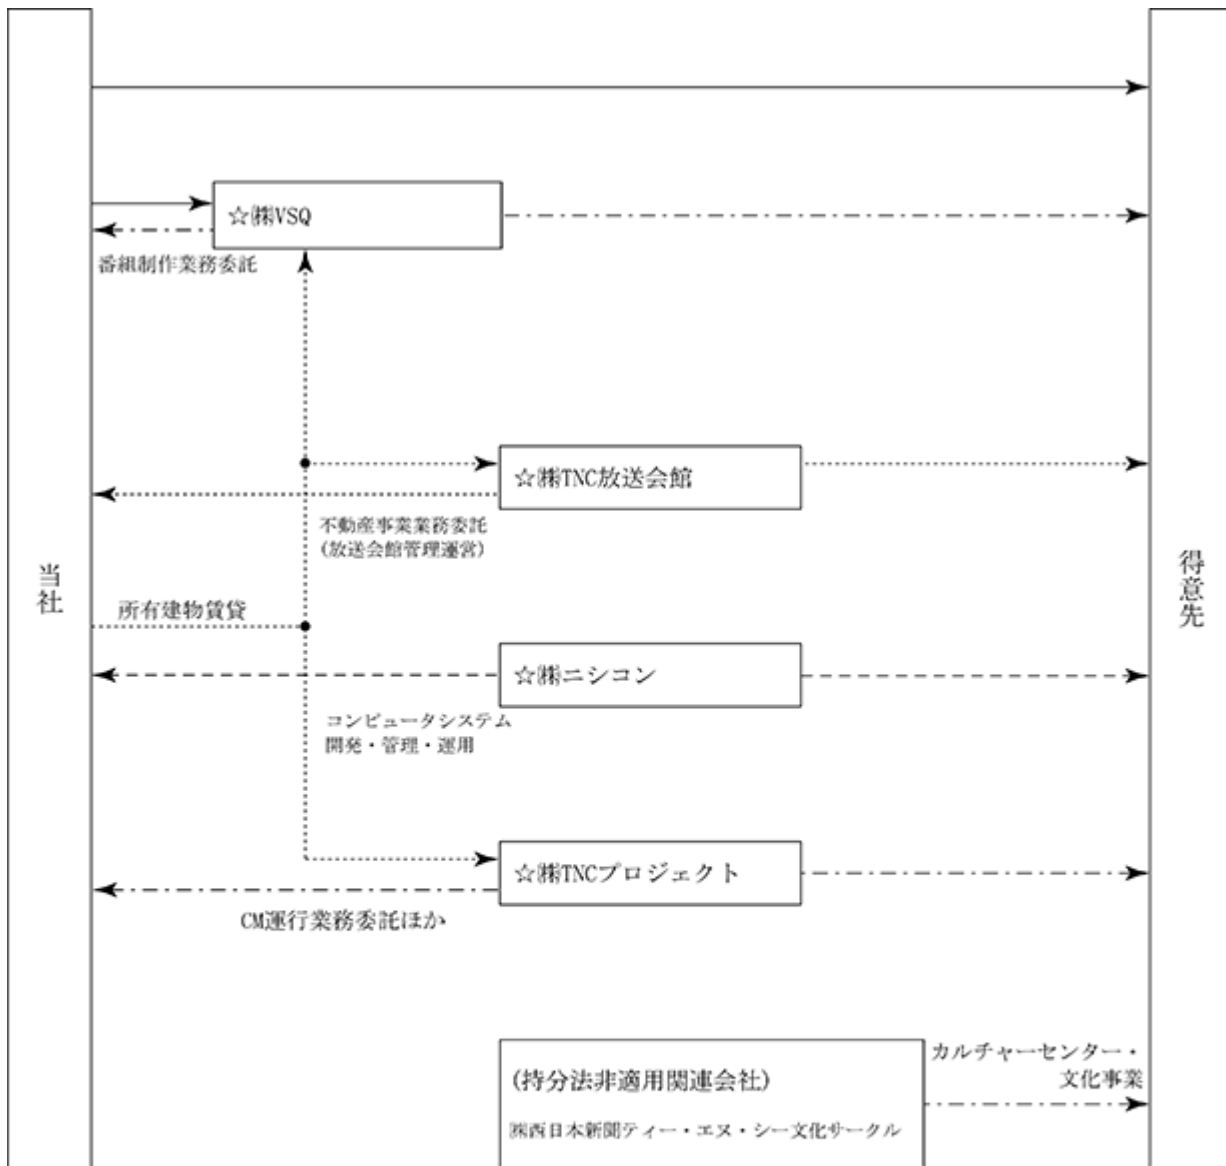 ☆㈱VSQ
番組制作業務委託
☆㈱TNC放送会館
不動産事業業務委託
(放送会館管理運営)
当社
得意先
所有建物賃貸
☆㈱ニシコン
コンピュータシステム
開発・管理・運用
☆㈱TNCプロジェクト
CM運行業務委託ほか
カルチャーセンター・
文化事業
(持分法非適用関連会社)
㈱西日本新聞ティー・エヌ・シー文化サークル